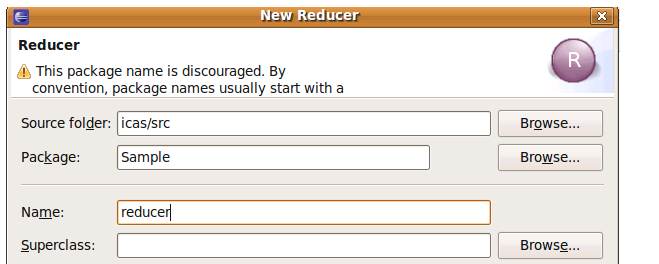 New Reducer
Reducer
R
This package name is discouraged. By
convention, package names usually start with a
Source folder: icas/src Browse...
Package: Sample Browse...
Name: reducer
Superclass: Browse...